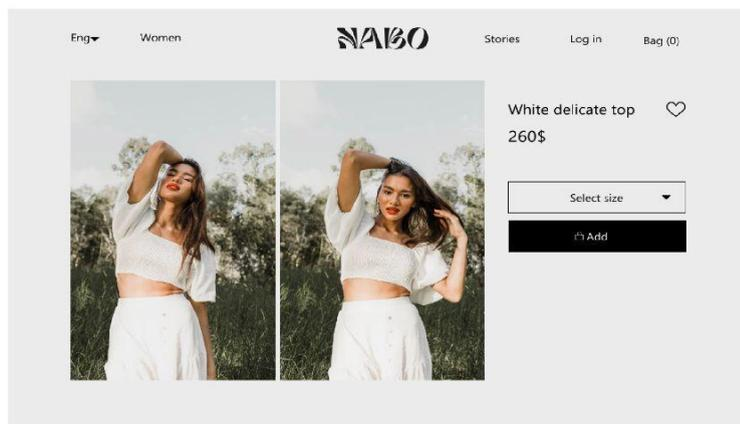 Eng
Women
NABO
Stories
Log in
Bag (0)
White delicate top
260$
Select size
Add